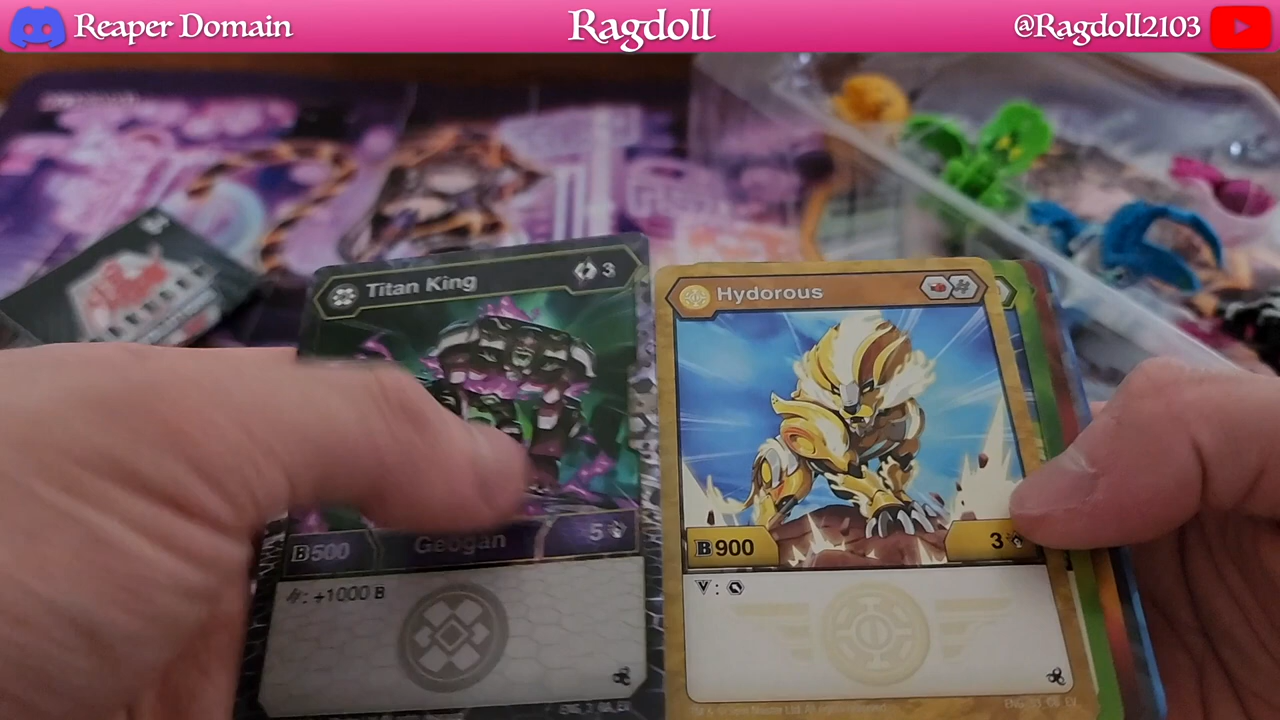 Reaper Domain
Ragdoll
@Ragdoll2103
Titan King
3
B500
Geogan
5
: +1000 B
Hydorous
B900
3
V: